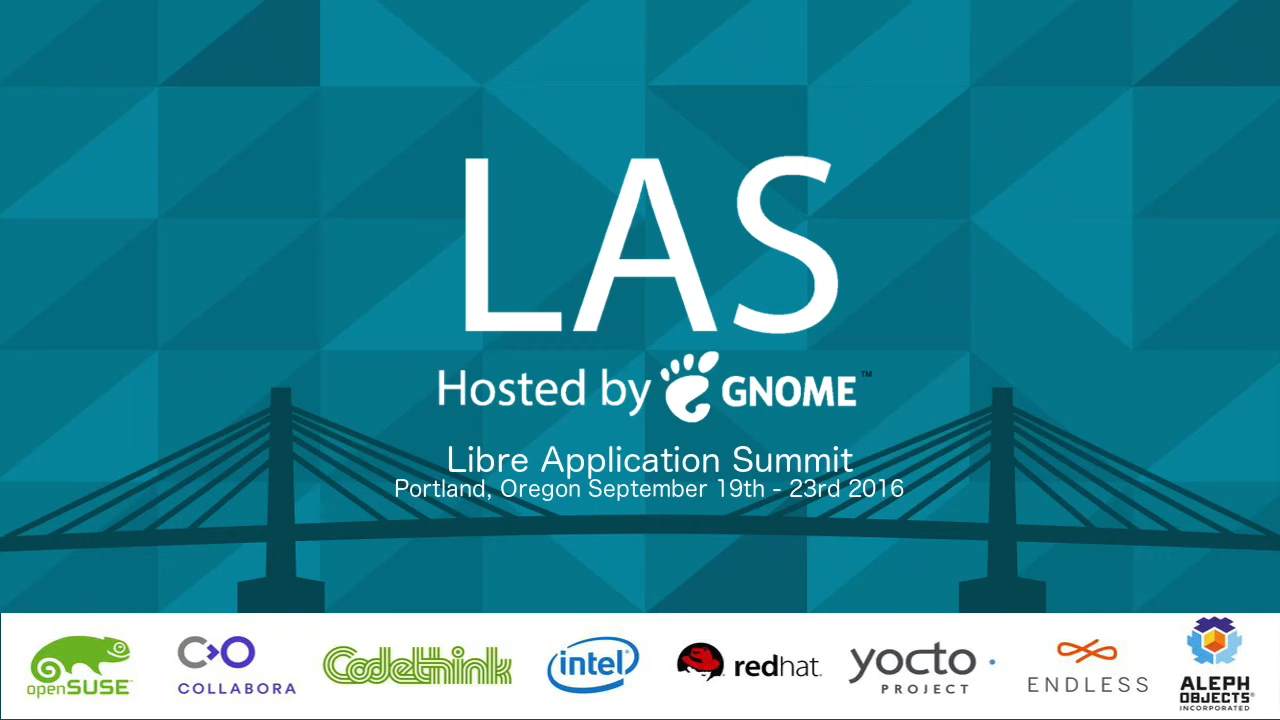 LAS
Hosted by GNOME™
Libre Application Summit
Portland, Oregon September 19th - 23rd 2016
openSUSE
COLLABORA
Codethink
intel
redhat.
yocto
PROJECT
ENDLESS
ALEPH
OBJECTS
INCORPORATED